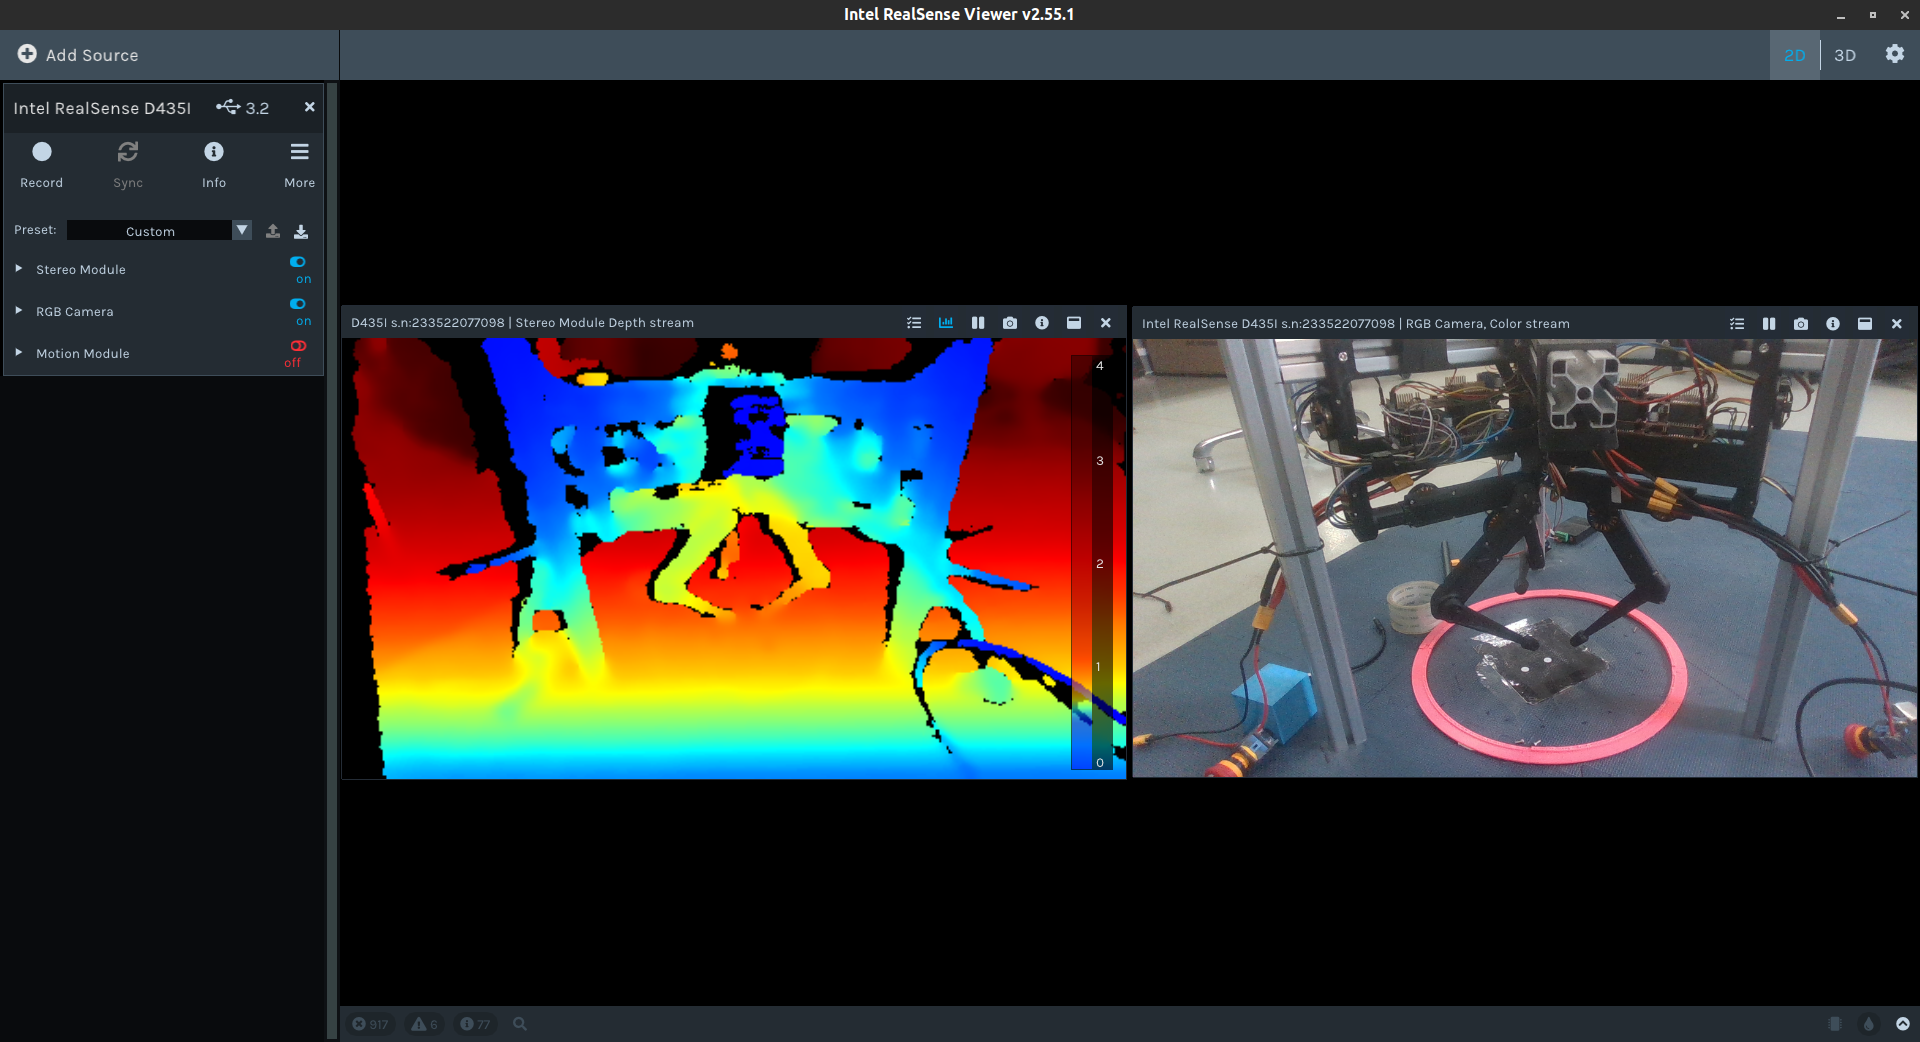 Intel RealSense Viewer v2.55.1
Add Source
2D
3D
Intel RealSense D435I
3.2
Record
Sync
Info
More
Preset:
Custom
Stereo Module
on
RGB Camera
on
Motion Module
off
D435I s.n:233522077098 | Stereo Module Depth stream
4
3
2
1
0
Intel RealSense D435I s.n:233522077098 | RGB Camera, Color stream
917
6
77